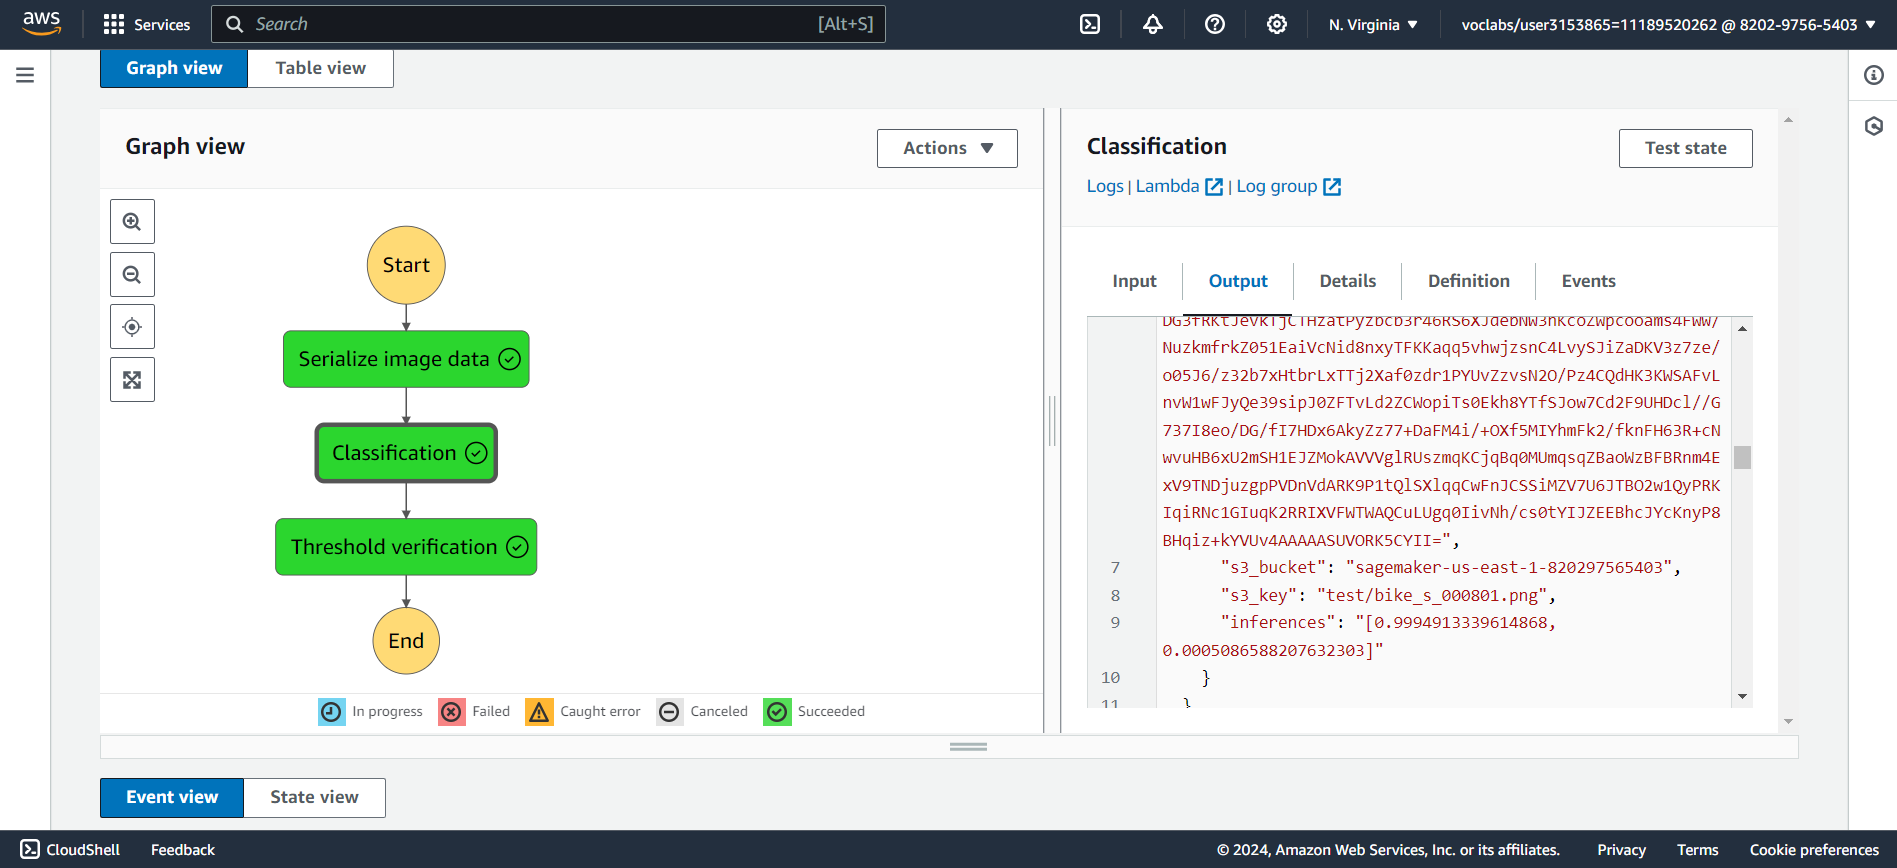 aws
Services
Search
[Alt+S]
N. Virginia
voclabs/user3153865=11189520262 @ 8202-9756-5403
Graph view
Table view
Graph view
Actions
Start
Serialize image data
Classification
Threshold verification
End
In progress
Failed
Caught error
Canceled
Succeeded
Classification
Test state
Logs | Lambda | Log group
Input
Output
Details
Definition
Events
DG3fRKtJeVkTjCTHzatPyzbcb3r46RS6XJdebNW3hKcoZwpcooams4FWW/
NuzkmfrkZ051EaiVcNid8nxyTFKKaqq5vhwjzsnC4LvySJiZaDKV3z7ze/
o05J6/z32b7xHtbrLxTTj2Xaf0zdr1PYUvZzvsN2O/Pz4CQdHK3KWSAFvL
nvW1wFJyQe39sipJ0ZFTvLd2ZCWopiTs0Ekh8YTfSJow7Cd2F9UHDcl//G
737I8eo/DG/fI7HDx6AkyZz77+DaFM4i/+OXf5MIYhmFk2/fknFH63R+cN
wvuHB6xU2mSH1EJZMokAVVVglRUszmqKCjqBq0MUmqsqZBaoWzBFBRnm4E
xV9TNDjuzgpPVDnVdARK9P1tQlSXlqqCwFnJCSSiMZV7U6JTBO2w1QyPRK
IqiRNc1GIuqK2RRIXVFWTWAQCuLUgq0IivNh/cs0tYIJZEEBhcJYcKnyP8
BHqiz+kYVUv4AAAAASUVORK5CYII=",
7 "s3_bucket": "sagemaker-us-east-1-820297565403",
8 "s3_key": "test/bike_s_000801.png",
9 "inferences": "[0.9994913339614868,
0.0005086588207632303]"
10 }
11 }
Event view
State view
CloudShell
Feedback
© 2024, Amazon Web Services, Inc. or its affiliates.
Privacy
Terms
Cookie preferences